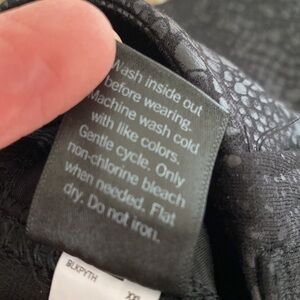 Wash inside out
before wearing.
Machine wash cold
with like colors.
Gentle cycle. Only
non-chlorine bleach
when needed. Flat
dry. Do not iron.
BLKPYTH